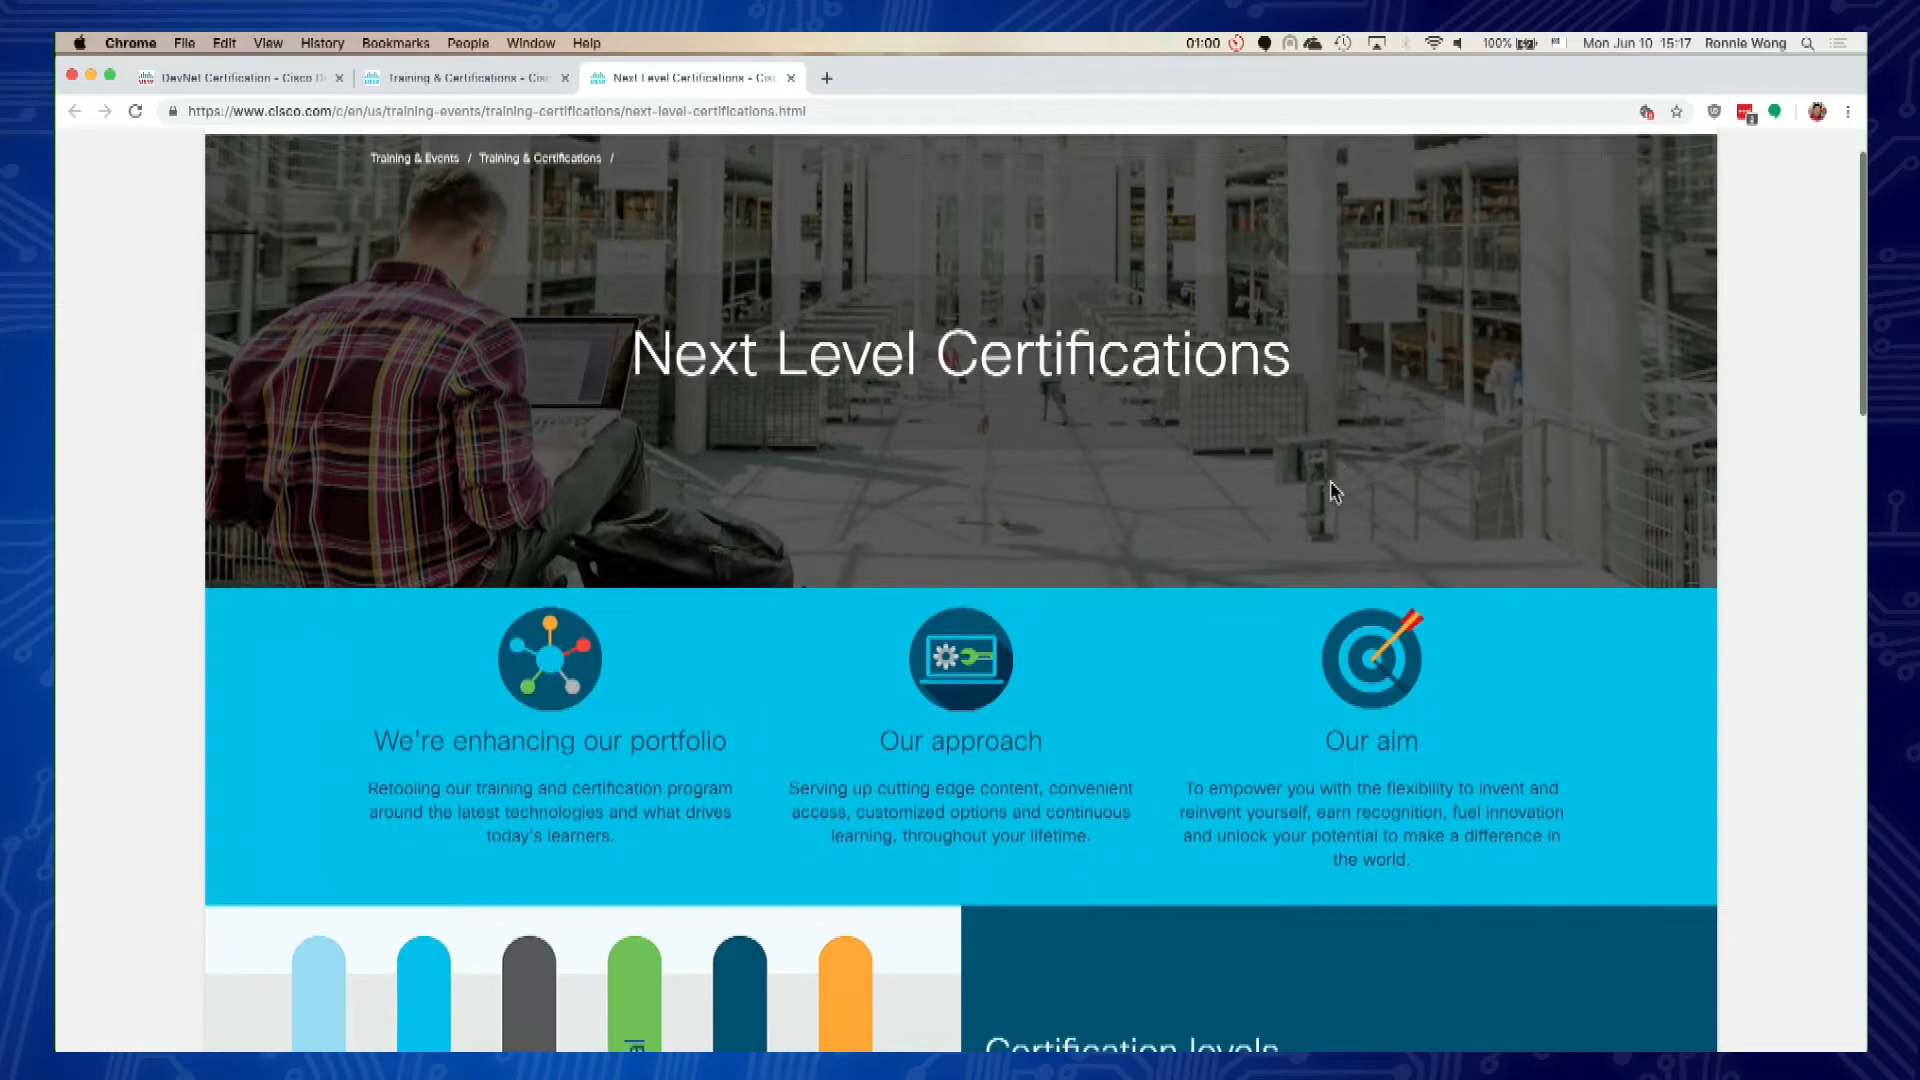 Chrome File Edit View History Bookmarks People Window Help 01:00 100% Mon Jun 10 15:17 Ronnie Wong
DevNet Certification - Cisco D Training & Certifications - Cisc Next Level Certifications - Cisc
https://www.cisco.com/c/en/us/training-events/training-certifications/next-level-certifications.html
Training & Events / Training & Certifications /
Next Level Certifications
We're enhancing our portfolio
Retooling our training and certification program
around the latest technologies and what drives
today's learners.
Our approach
Serving up cutting edge content, convenient
access, customized options and continuous
learning, throughout your lifetime.
Our aim
To empower you with the flexibility to invent and
reinvent yourself, earn recognition, fuel innovation
and unlock your potential to make a difference in
the world.
Certification levels